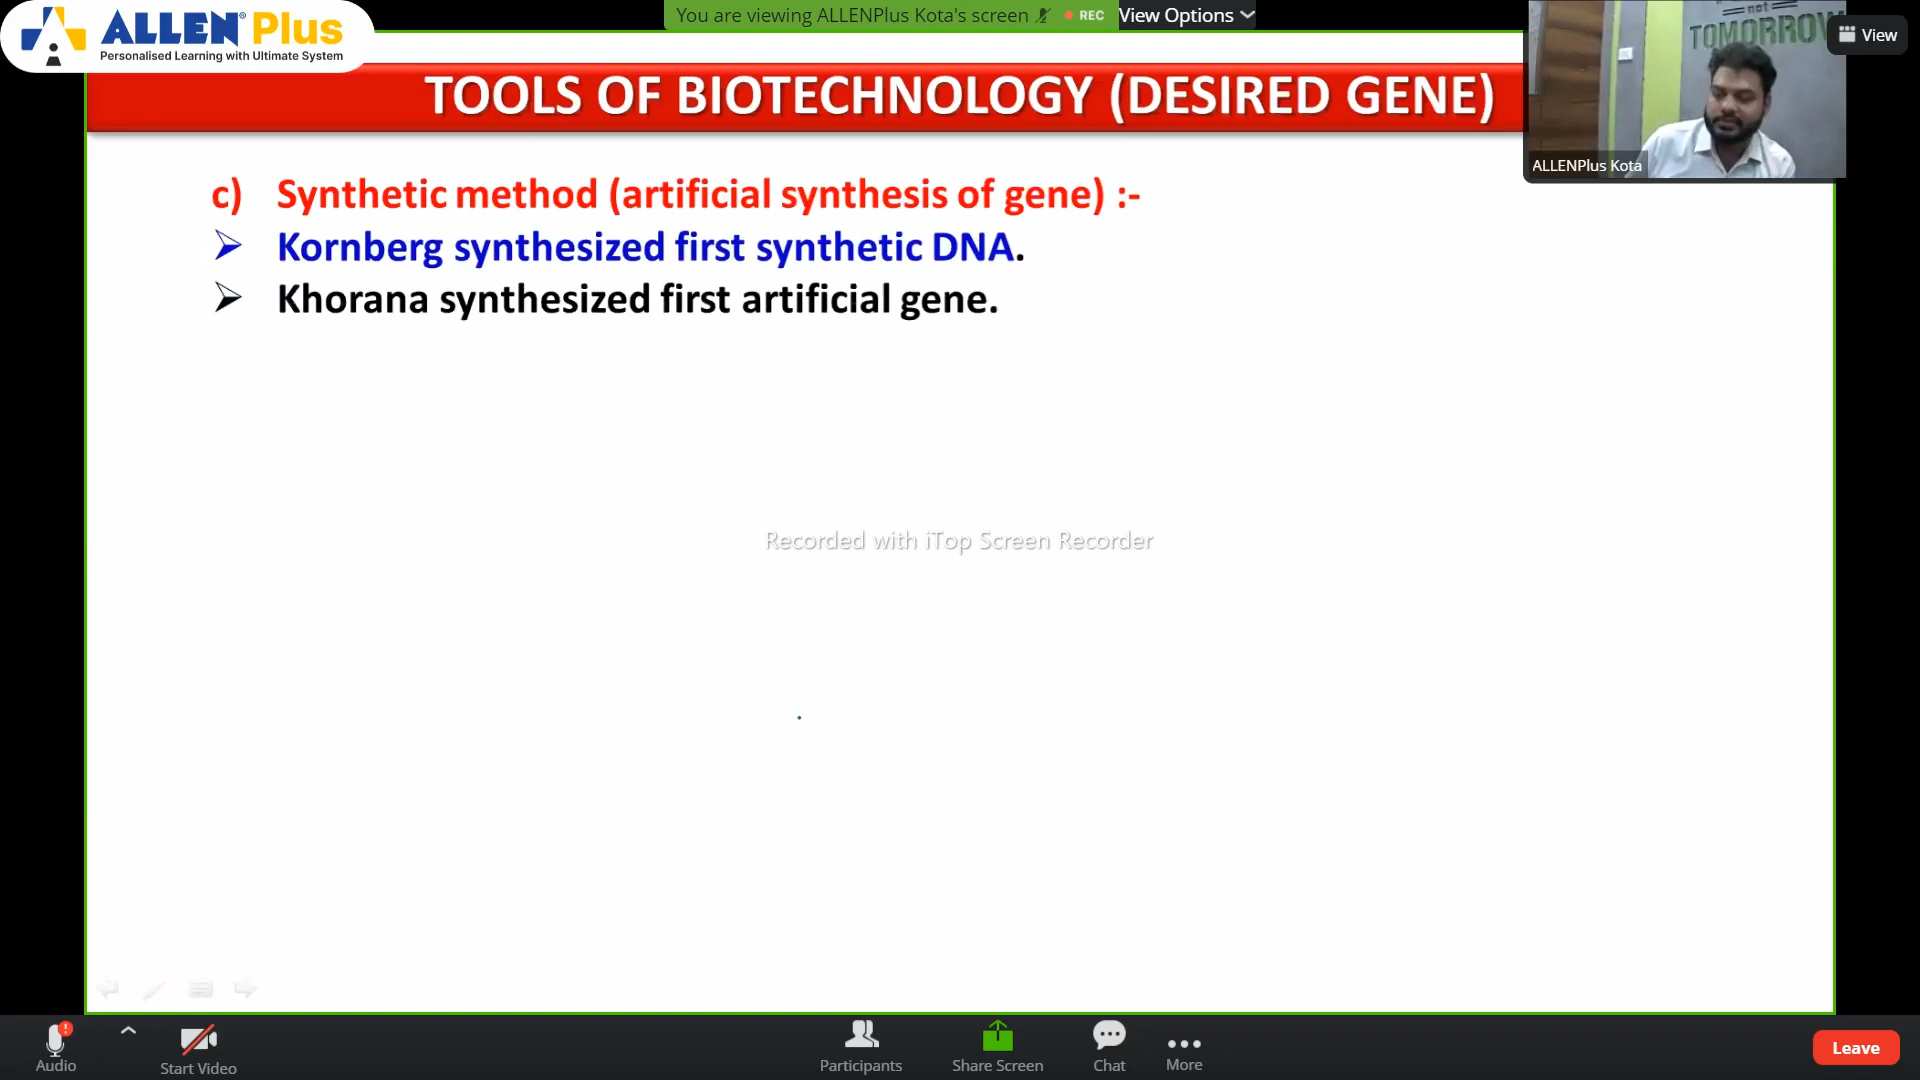 You are viewing ALLENPlus Kota's screen REC View Options
ALLEN® Plus
Personalised Learning with Ultimate System
not
TOMORROW
View
ALLENPlus Kota
TOOLS OF BIOTECHNOLOGY (DESIRED GENE)
c) Synthetic method (artificial synthesis of gene) :-
➢ Kornberg synthesized first synthetic DNA.
➢ Khorana synthesized first artificial gene.
Recorded with iTop Screen Recorder
Audio
Start Video
Participants
Share Screen
Chat
More
Leave